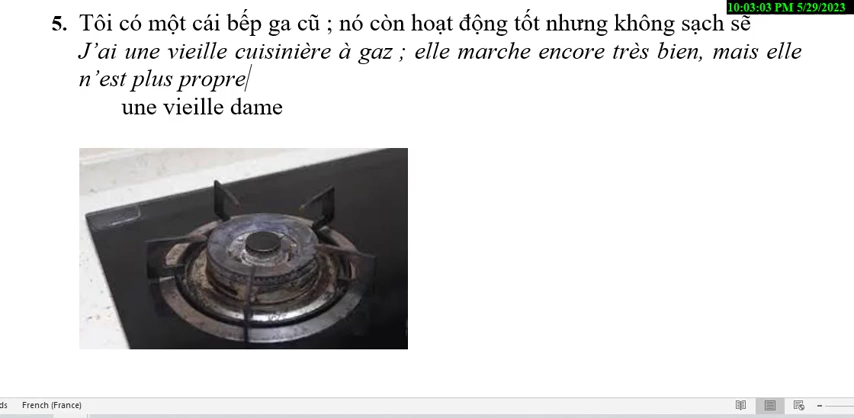 10:03:03 PM 5/29/2023
5. Tôi có một cái bếp ga cũ ; nó còn hoạt động tốt nhưng không sạch sẽ
J’ai une vieille cuisinière à gaz ; elle marche encore très bien, mais elle
n’est plus propre
une vieille dame
French (France)